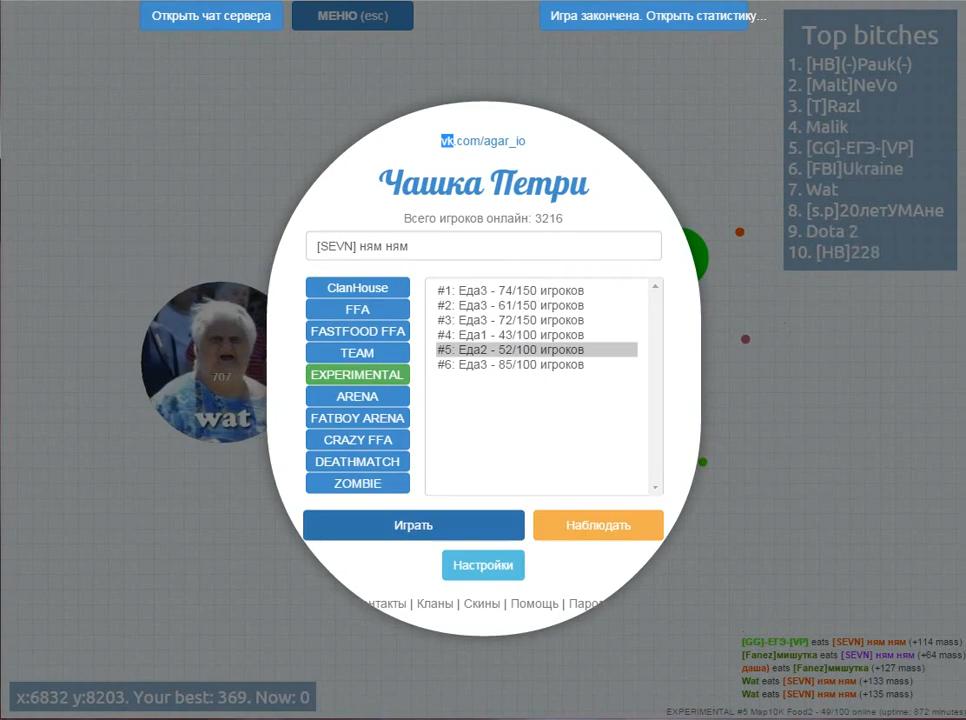 Открыть чат сервера
МЕНЮ (esc)
Игра закончена. Открыть статистику...
Top bitches
1. [HB](-)Pauk(-)
2. [Malt]NeVo
3. [T]Razl
4. Malik
5. [GG]-ЕГЭ-[VP]
6. [FBI]Ukraine
7. Wat
8. [s.p]20летУМАне
9. Dota 2
10. [HB]228
vk.com/agar_io
Чашка Петри
Всего игроков онлайн: 3216
[SEVN] ням ням
ClanHouse
FFA
FASTFOOD FFA
TEAM
EXPERIMENTAL
ARENA
FATBOY ARENA
CRAZY FFA
DEATHMATCH
ZOMBIE
#1: Еда3 - 74/150 игроков
#2: Еда3 - 61/150 игроков
#3: Еда3 - 72/150 игроков
#4: Еда1 - 43/100 игроков
#5: Еда2 - 52/100 игроков
#6: Еда3 - 85/100 игроков
707
wat
Играть
Наблюдать
Настройки
нтакты | Кланы | Скины | Помощь | Паро
[GG]-ЕГЭ-[VP] eats [SEVN] ням ням (+114 mass)
[Fanez]мишутка eats [SEVN] ням ням (+64 mass)
даша) eats [Fanez]мишутка (+127 mass)
Wat eats [SEVN] ням ням (+133 mass)
Wat eats [SEVN] ням ням (+135 mass)
x:6832 y:8203. Your best: 369. Now: 0
EXPERIMENTAL #5 Map10K Food2 - 49/100 online (uptime: 872 minutes)